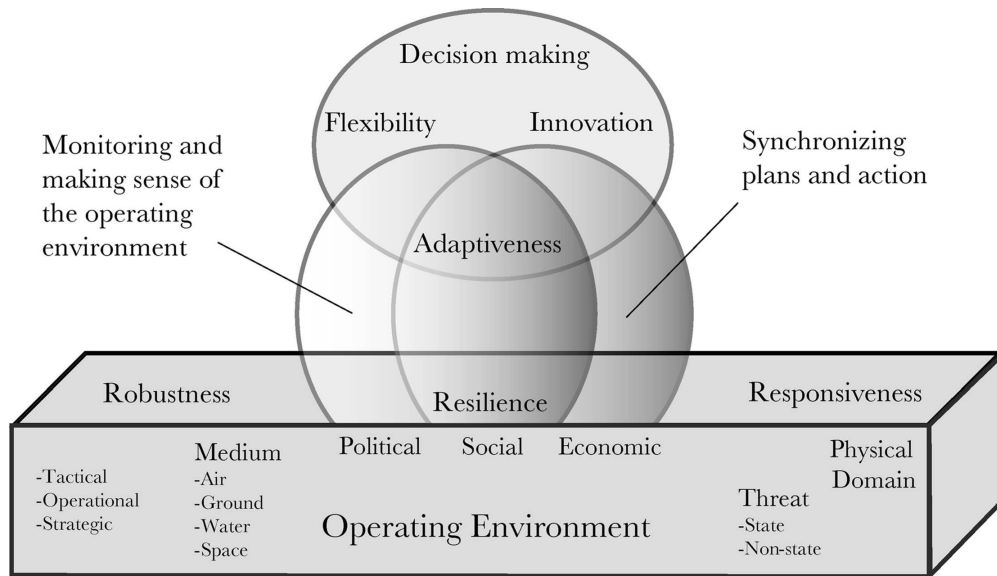 Decision making
Flexibility
Innovation
Monitoring and
making sense of
the operating
environment
Synchronizing
plans and action
Adaptiveness
Robustness
Resilience
Responsiveness
Political
Social
Economic
Physical
Domain
-Tactical
-Operational
-Strategic
Medium
-Air
-Ground
-Water
-Space
Operating Environment
Threat
-State
-Non-state